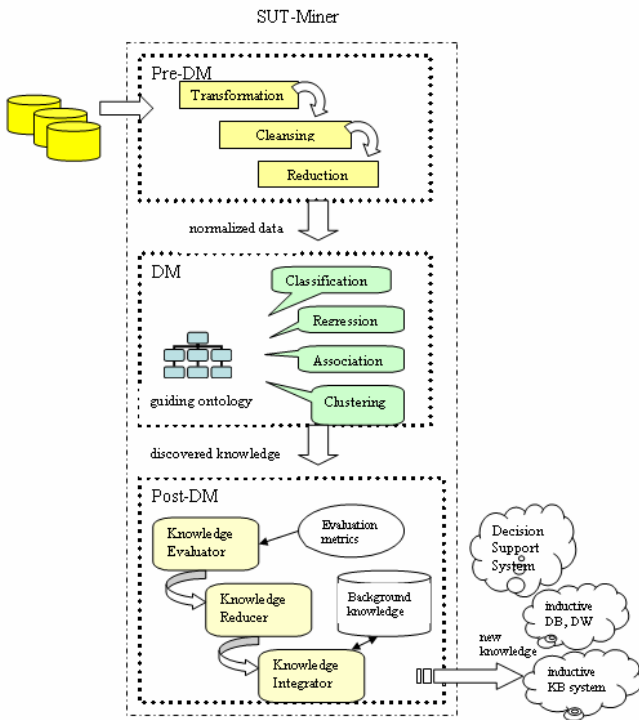 SUT-Miner
Pre-DM
Transformation
Cleansing
Reduction
normalized data
DM
Classification
Regression
Association
Clustering
guiding ontology
discovered knowledge
Post-DM
Knowledge
Evaluator
Evaluation
metrics
Knowledge
Reducer
Background
knowledge
Knowledge
Integrator
new
knowledge
Decision
Support
System
inductive
DB, DW
inductive
KB system